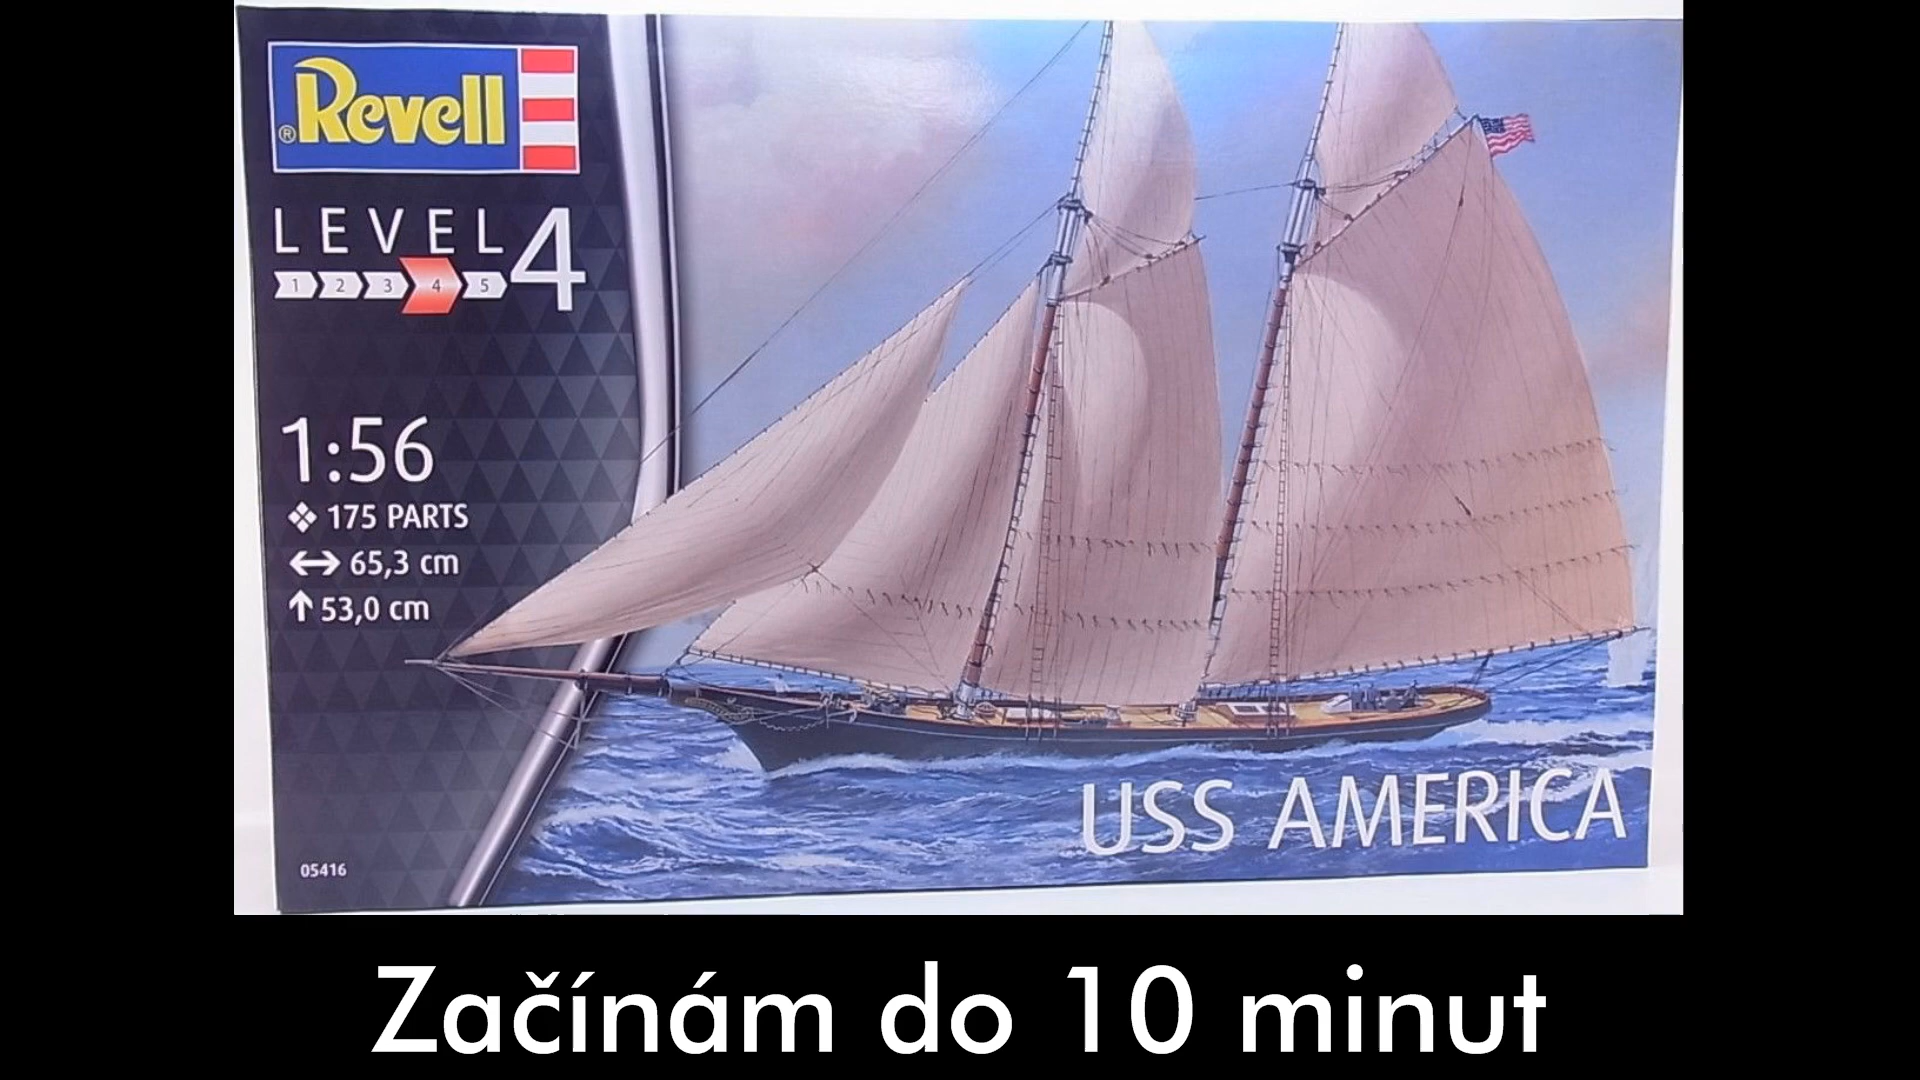 Revell
®
LEVEL 4
1 2 3 4 5
1:56
175 PARTS
65,3 cm
53,0 cm
USS AMERICA
05416
Začínám do 10 minut